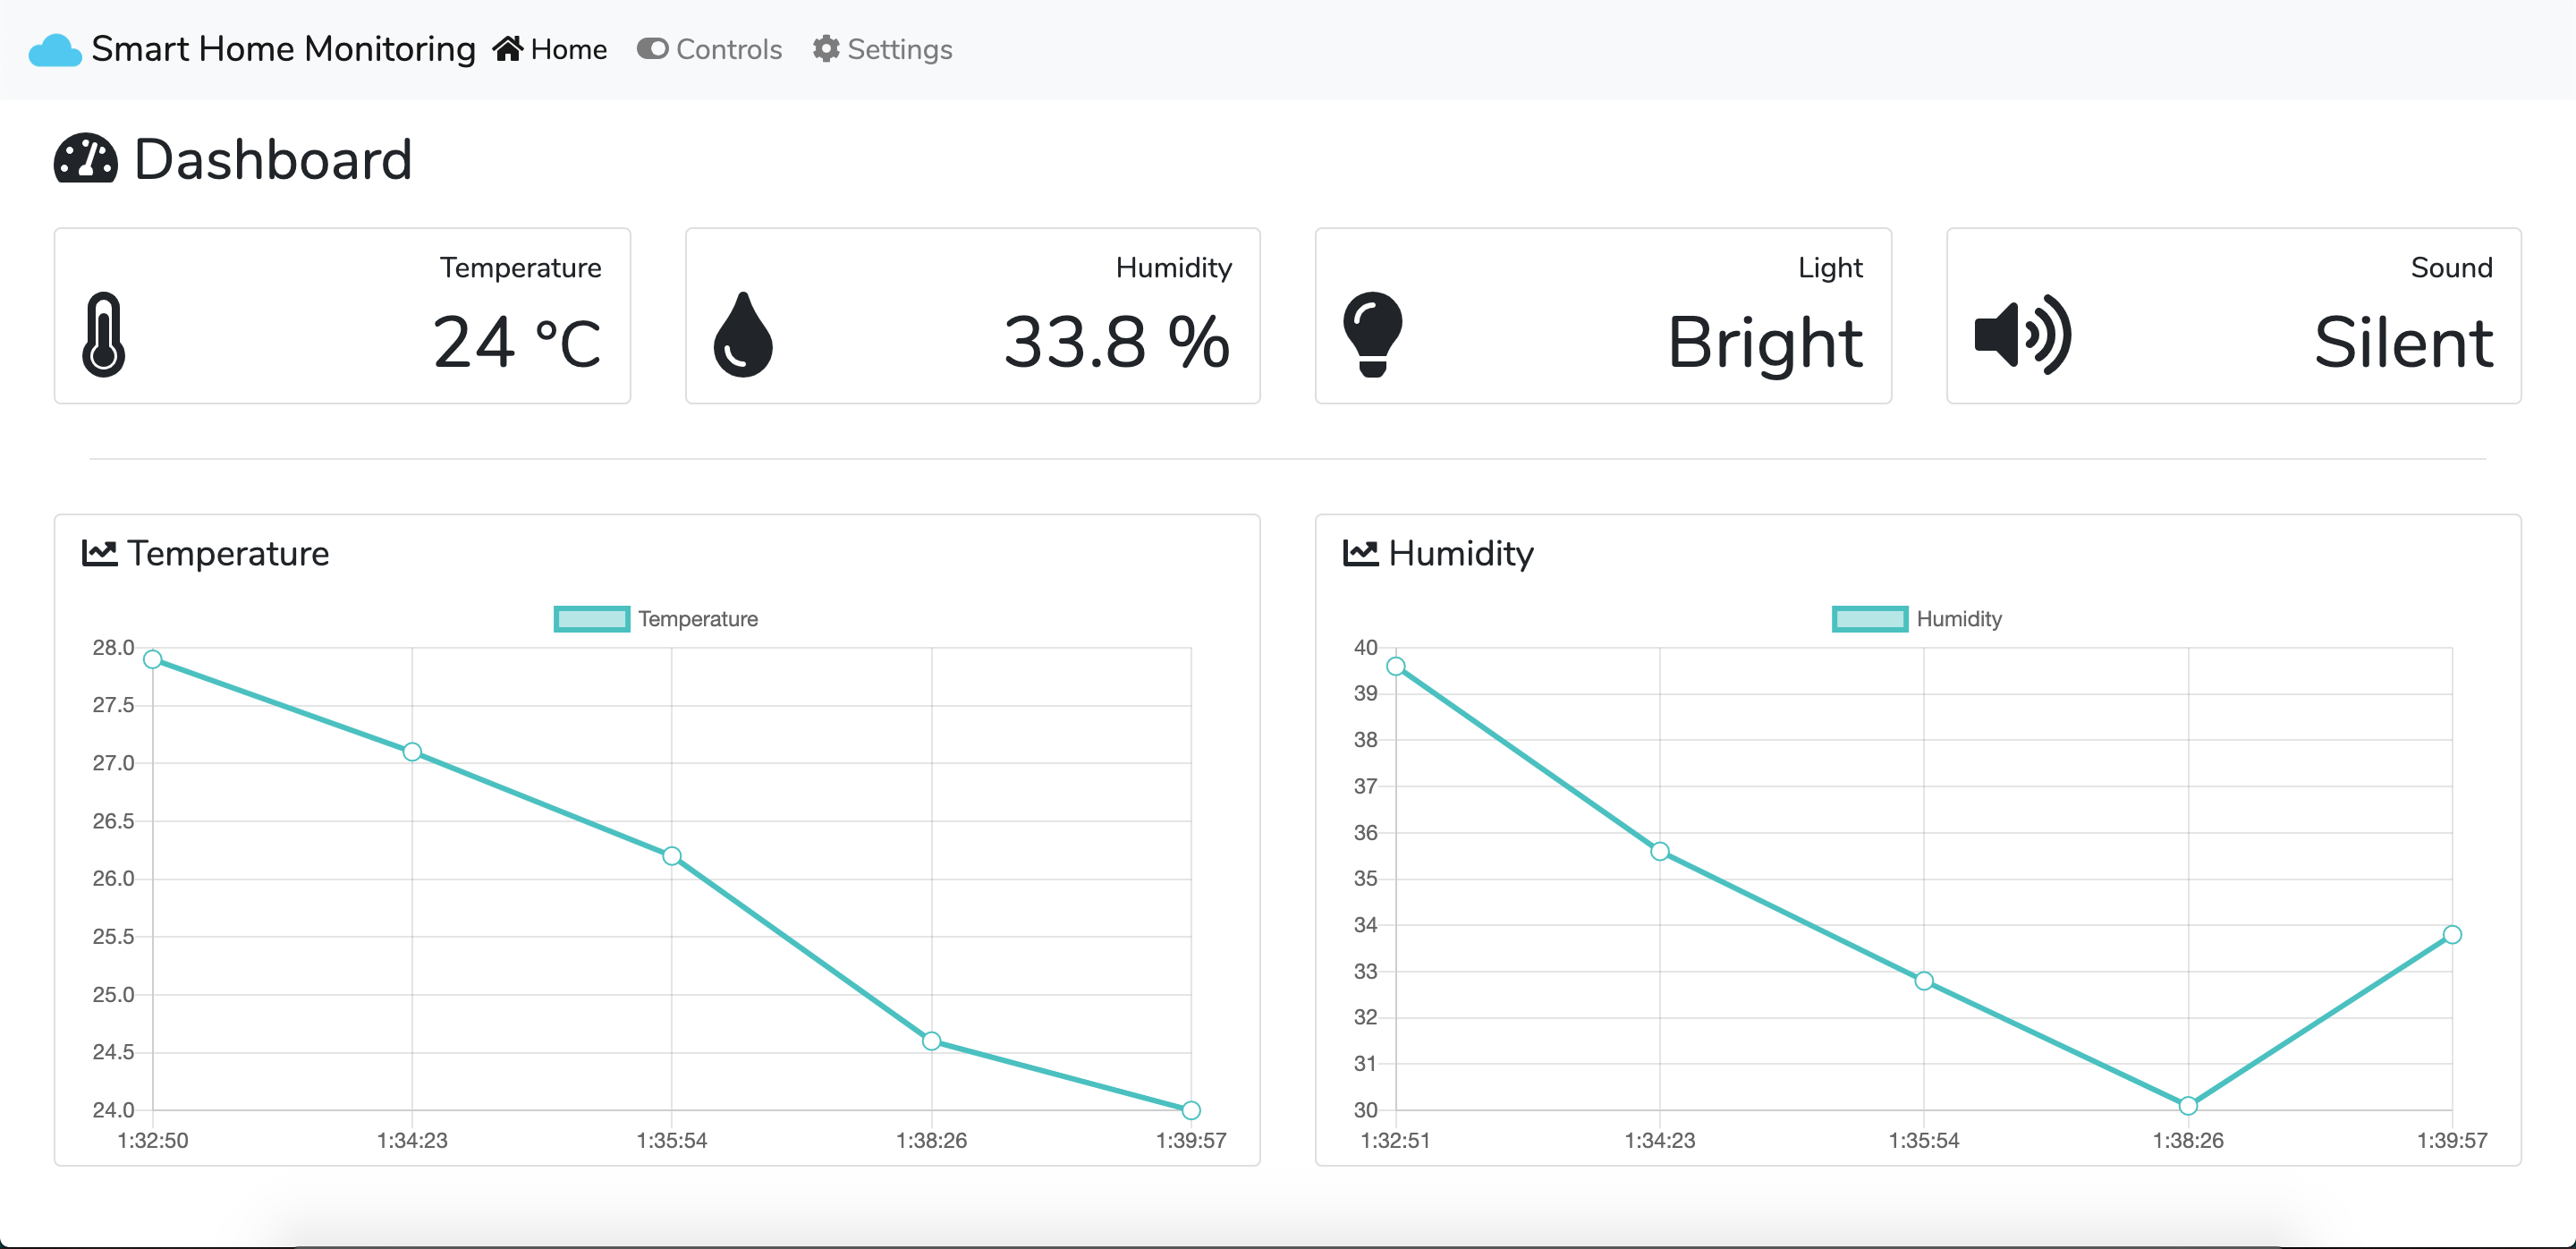 Smart Home Monitoring Home Controls Settings
Dashboard
Temperature
24 °C
Humidity
33.8 %
Light
Bright
Sound
Silent
Temperature
Temperature
28.0
27.5
27.0
26.5
26.0
25.5
25.0
24.5
24.0
1:32:50 1:34:23 1:35:54 1:38:26 1:39:57
Humidity
Humidity
40
39
38
37
36
35
34
33
32
31
30
1:32:51 1:34:23 1:35:54 1:38:26 1:39:57